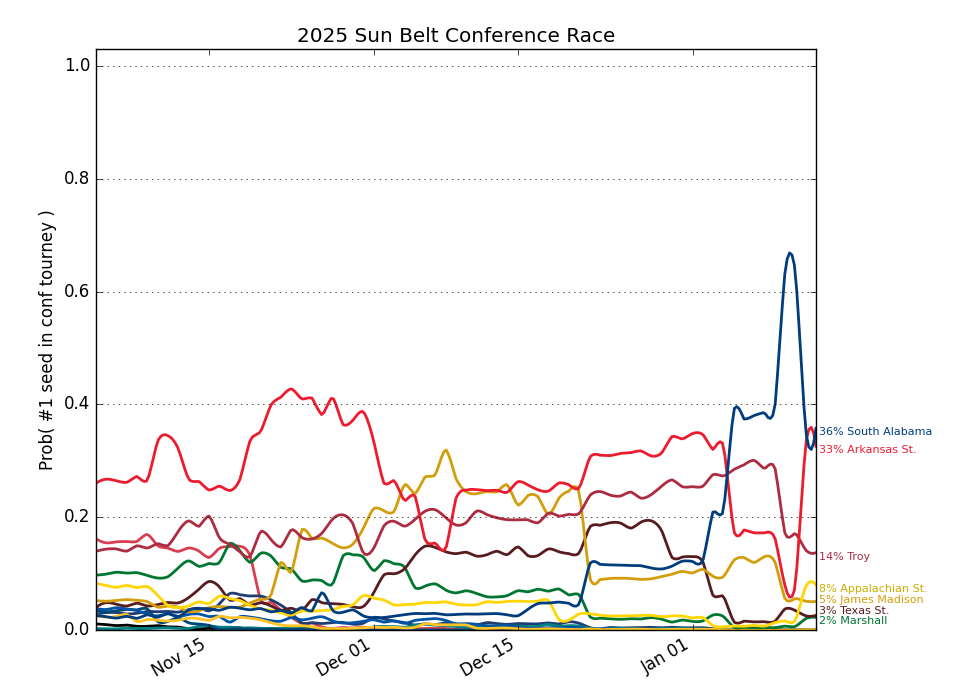 2025 Sun Belt Conference Race
Prob( #1 seed in conf tourney )
1.0
0.8
0.6
0.4
0.2
0.0
Nov 15
Dec 01
Dec 15
Jan 01
36% South Alabama
33% Arkansas St.
14% Troy
8% Appalachian St.
5% James Madison
3% Texas St.
2% Marshall